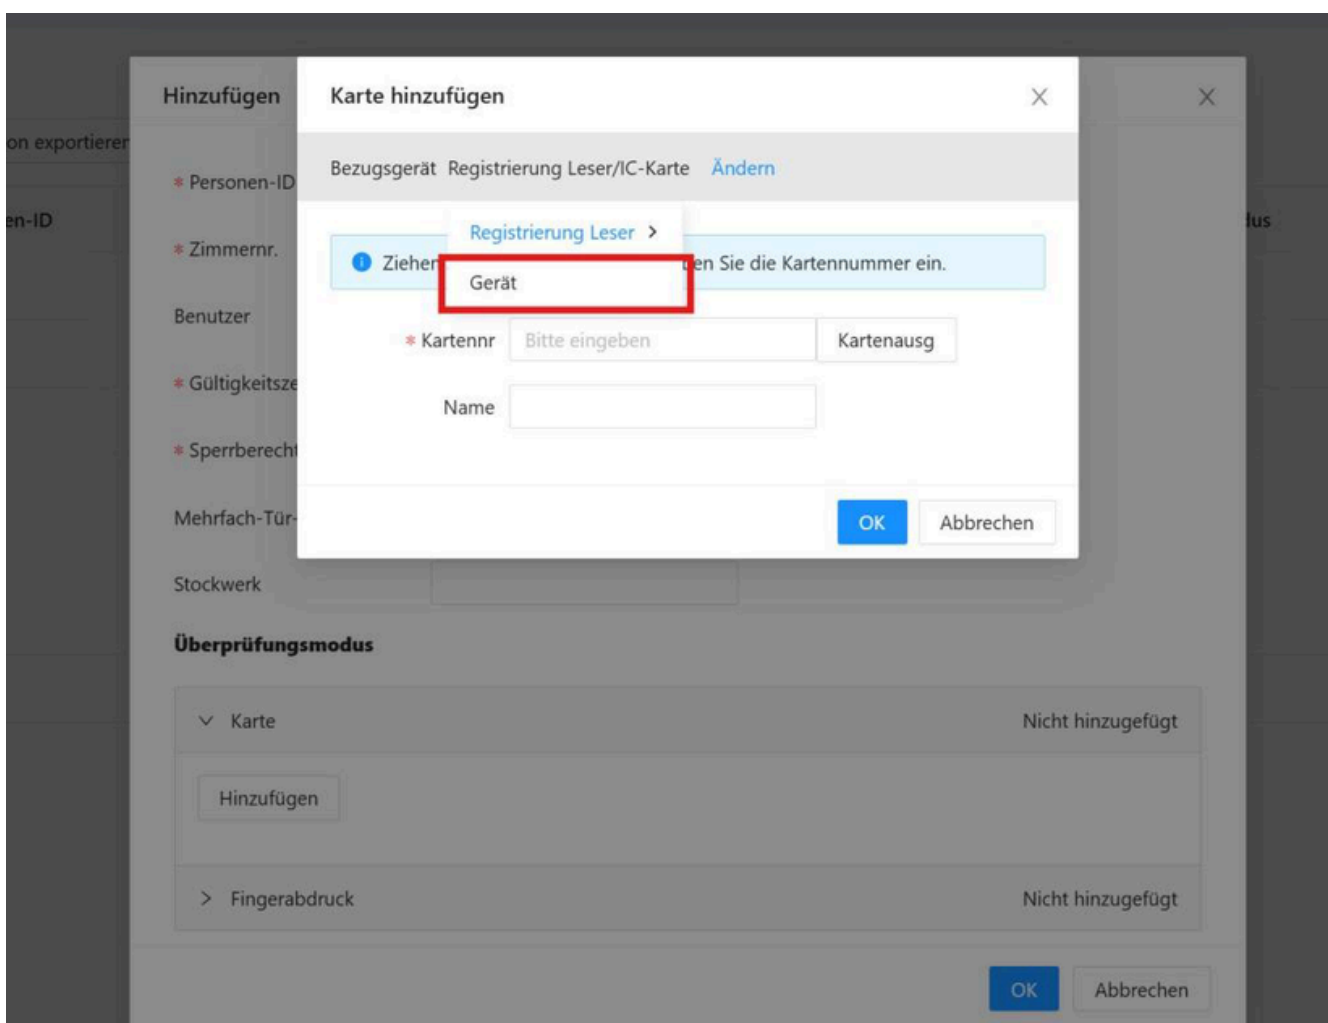 Hinzufügen
Karte hinzufügen
on exportieren
Bezugsgerät Registrierung Leser/IC-Karte Ändern
* Personen-ID
en-ID
dus
Registrierung Leser >
* Zimmernr.
Ziehen en Sie die Kartennummer ein.
Gerät
Benutzer
* Kartennr Bitte eingeben Kartenausg
* Gültigkeitsze
Name
* Sperrberecht
Mehrfach-Tür-
OK Abbrechen
Stockwerk
Überprüfungsmodus
Karte Nicht hinzugefügt
Hinzufügen
Fingerabdruck Nicht hinzugefügt
OK Abbrechen